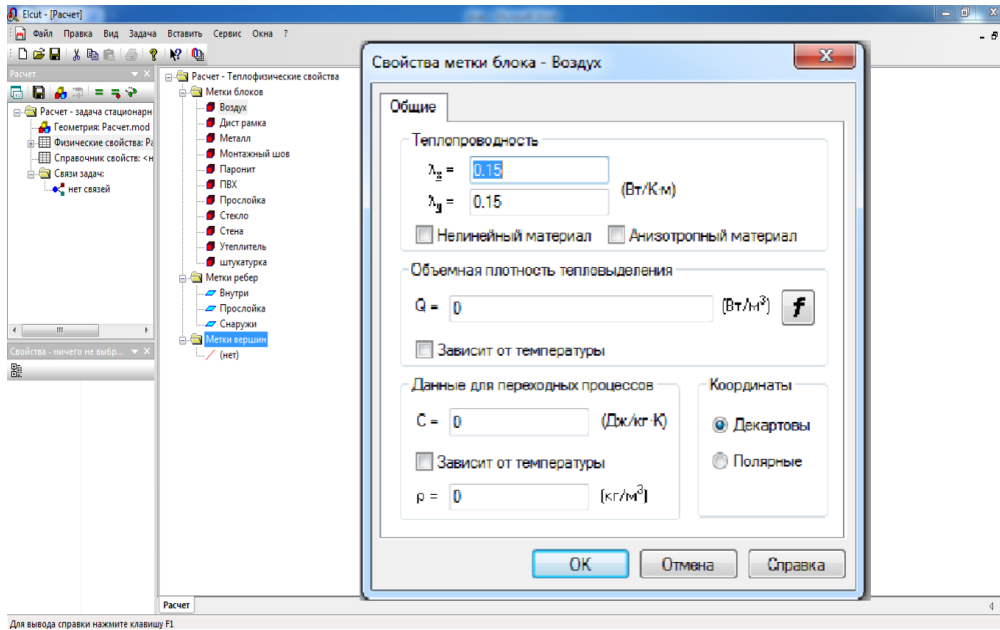 Elcut - [Расчет]
Файл Правка Вид Задача Вставить Сервис Окна ?
Расчет
Расчет - задача стационарн
Геометрия: Расчет.mod
Физические свойства: Ра
Справочник свойств: <н
Связи задач:
нет связей
Свойства - ничего не выбр...
Расчет - Теплофизические свойства
Метки блоков
Воздух
Дист рамка
Металл
Монтажный шов
Паронит
ПВХ
Прослойка
Стекло
Стена
Утеплитель
штукатурка
Метки ребер
Внутри
Прослойка
Снаружи
Метки вершин
(нет)
Свойства метки блока - Воздух
Общие
Теплопроводность
λx = 0.15
λy = 0.15
(Вт/К·м)
Нелинейный материал Анизотропный материал
Объемная плотность тепловыделения
Q = 0 (Вт/м³) f
Зависит от температуры
Данные для переходных процессов
C = 0 (Дж/кг·К)
Зависит от температуры
ρ = 0 (кг/м³)
Координаты
Декартовы
Полярные
OK Отмена Справка
Расчет
Для вывода справки нажмите клавишу F1